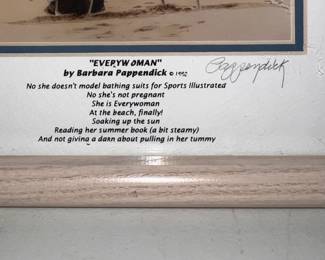 "EVERYWOMAN"
by Barbara Pappendick © 1992
Pappendick
No she doesn't model bathing suits for Sports Illustrated
No she's not pregnant
She is Everywoman
At the beach, finally!
Soaking up the sun
Reading her summer book (a bit steamy)
And not giving a darn about pulling in her tummy